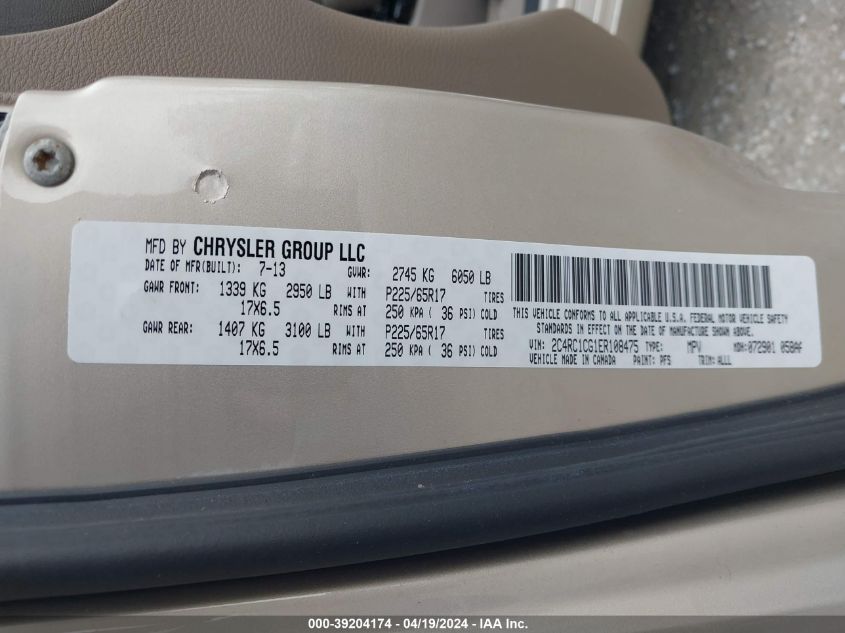 MFD BY CHRYSLER GROUP LLC
DATE OF MFR(BUILT): 7-13 GVWR: 2745 KG 6050 LB
GAWR FRONT: 1339 KG 2950 LB WITH P225/65R17 TIRES
17X6.5 RIMS AT 250 KPA ( 36 PSI) COLD
GAWR REAR: 1407 KG 3100 LB WITH P225/65R17 TIRES
17X6.5 RIMS AT 250 KPA ( 36 PSI) COLD
THIS VEHICLE CONFORMS TO ALL APPLICABLE U.S.A. FEDERAL MOTOR VEHICLE SAFETY
STANDARDS IN EFFECT ON THE DATE OF MANUFACTURE SHOWN ABOVE.
VIN: 2C4RC1CG1ER108475 TYPE: MPV MDH: 072901 058AF
VEHICLE MADE IN CANADA PAINT: PFS TRIM: ALLL
000-39204174 - 04/19/2024 - IAA Inc.